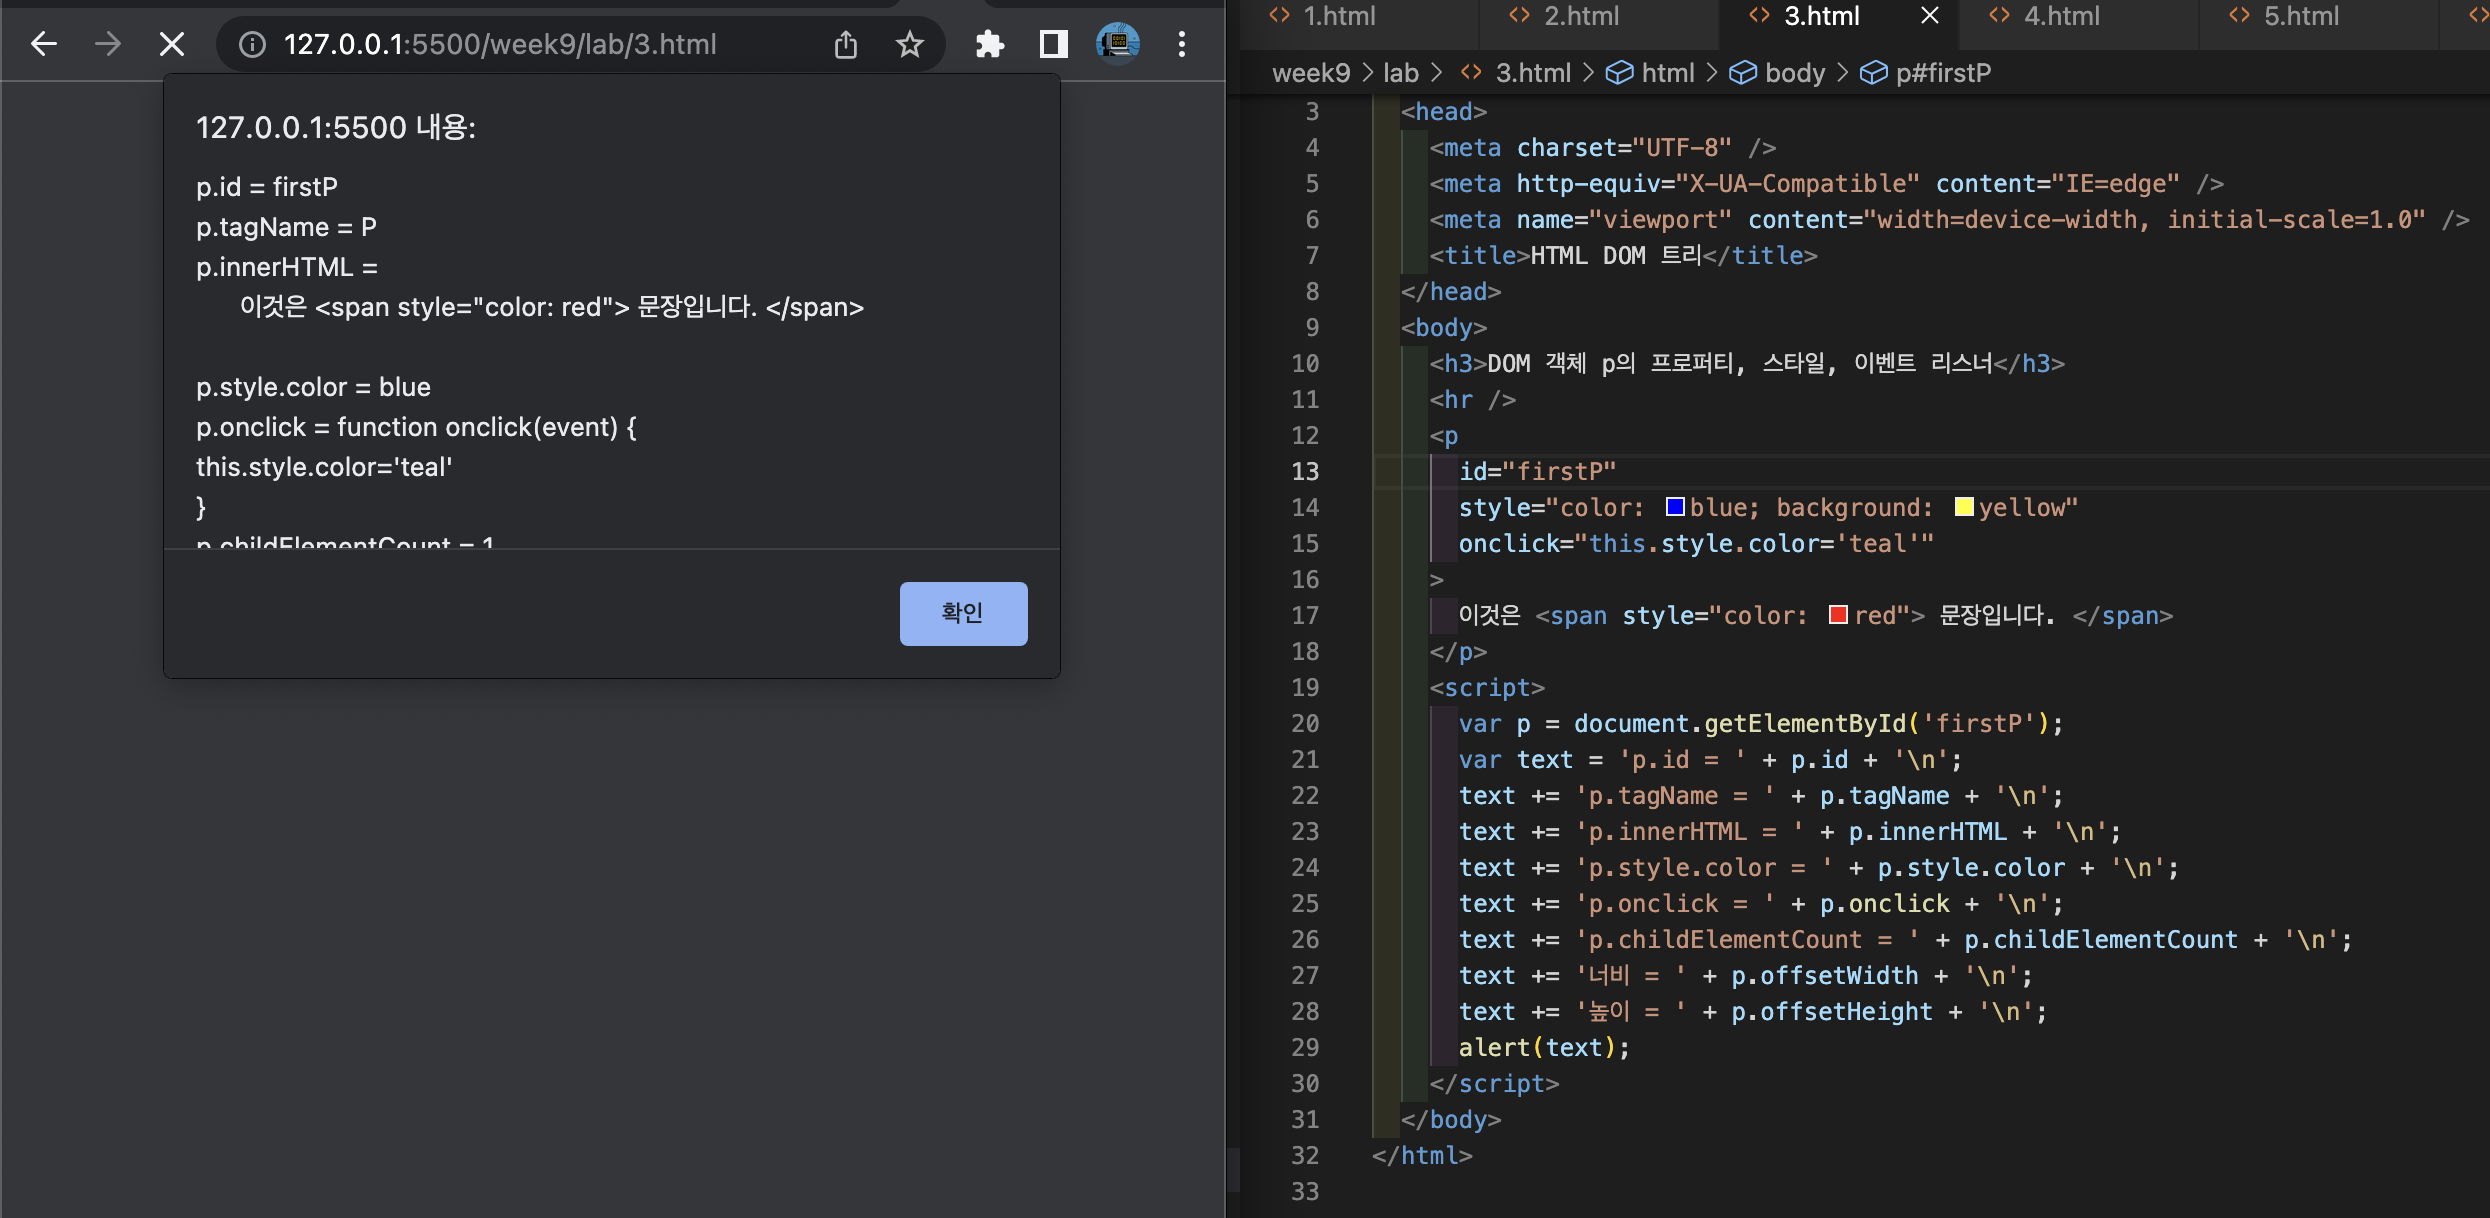 127.0.0.1:5500/week9/lab/3.html
127.0.0.1:5500 내용:
p.id = firstP
p.tagName = P
p.innerHTML =
이것은 <span style="color: red"> 문장입니다. </span>
p.style.color = blue
p.onclick = function onclick(event) {
this.style.color='teal'
}
p.childElementCount = 1
확인
1.html 2.html 3.html 4.html 5.html
week9 lab 3.html html body p#firstP
3 <head>
4 <meta charset="UTF-8" />
5 <meta http-equiv="X-UA-Compatible" content="IE=edge" />
6 <meta name="viewport" content="width=device-width, initial-scale=1.0" />
7 <title>HTML DOM 트리</title>
8 </head>
9 <body>
10 <h3>DOM 객체 p의 프로퍼티, 스타일, 이벤트 리스너</h3>
11 <hr />
12 <p
13 id="firstP"
14 style="color: blue; background: yellow"
15 onclick="this.style.color='teal'"
16 >
17 이것은 <span style="color: red"> 문장입니다. </span>
18 </p>
19 <script>
20 var p = document.getElementById('firstP');
21 var text = 'p.id = ' + p.id + '\n';
22 text += 'p.tagName = ' + p.tagName + '\n';
23 text += 'p.innerHTML = ' + p.innerHTML + '\n';
24 text += 'p.style.color = ' + p.style.color + '\n';
25 text += 'p.onclick = ' + p.onclick + '\n';
26 text += 'p.childElementCount = ' + p.childElementCount + '\n';
27 text += '너비 = ' + p.offsetWidth + '\n';
28 text += '높이 = ' + p.offsetHeight + '\n';
29 alert(text);
30 </script>
31 </body>
32 </html>
33